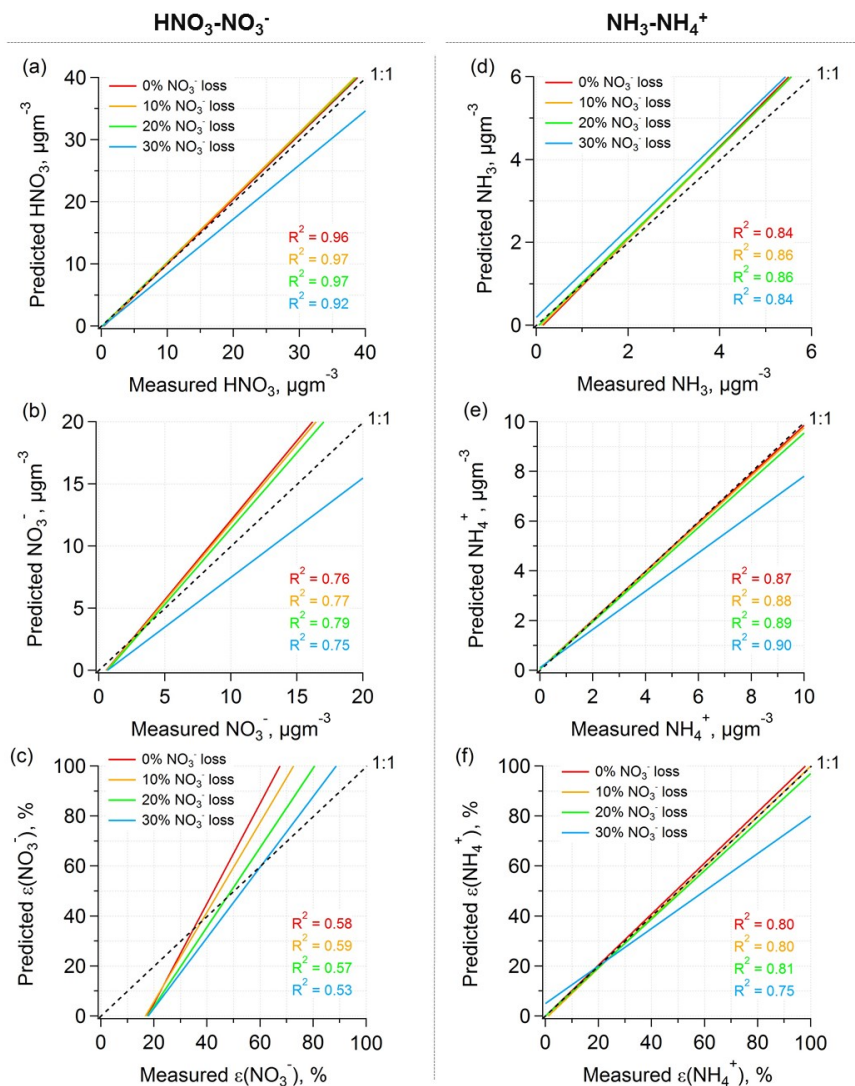 HNO₃-NO₃⁻
NH₃-NH₄⁺
(a)
40
30
20
10
0
Predicted HNO₃, µgm⁻³
0% NO₃⁻ loss
10% NO₃⁻ loss
20% NO₃⁻ loss
30% NO₃⁻ loss
1:1
R² = 0.96
R² = 0.97
R² = 0.97
R² = 0.92
0 10 20 30 40
Measured HNO₃, µgm⁻³
(d)
6
4
2
0
Predicted NH₃, µgm⁻³
0% NO₃⁻ loss
10% NO₃⁻ loss
20% NO₃⁻ loss
30% NO₃⁻ loss
1:1
R² = 0.84
R² = 0.86
R² = 0.86
R² = 0.84
0 2 4 6
Measured NH₃, µgm⁻³
(b)
20
15
10
5
0
Predicted NO₃⁻, µgm⁻³
1:1
R² = 0.76
R² = 0.77
R² = 0.79
R² = 0.75
0 5 10 15 20
Measured NO₃⁻, µgm⁻³
(e)
10
8
6
4
2
0
Predicted NH₄⁺, µgm⁻³
1:1
R² = 0.87
R² = 0.88
R² = 0.89
R² = 0.90
0 2 4 6 8 10
Measured NH₄⁺, µgm⁻³
(c)
100
80
60
40
20
0
Predicted ε(NO₃⁻), %
0% NO₃⁻ loss
10% NO₃⁻ loss
20% NO₃⁻ loss
30% NO₃⁻ loss
1:1
R² = 0.58
R² = 0.59
R² = 0.57
R² = 0.53
0 20 40 60 80 100
Measured ε(NO₃⁻), %
(f)
100
80
60
40
20
0
Predicted ε(NH₄⁺), %
0% NO₃⁻ loss
10% NO₃⁻ loss
20% NO₃⁻ loss
30% NO₃⁻ loss
1:1
R² = 0.80
R² = 0.80
R² = 0.81
R² = 0.75
0 20 40 60 80 100
Measured ε(NH₄⁺), %